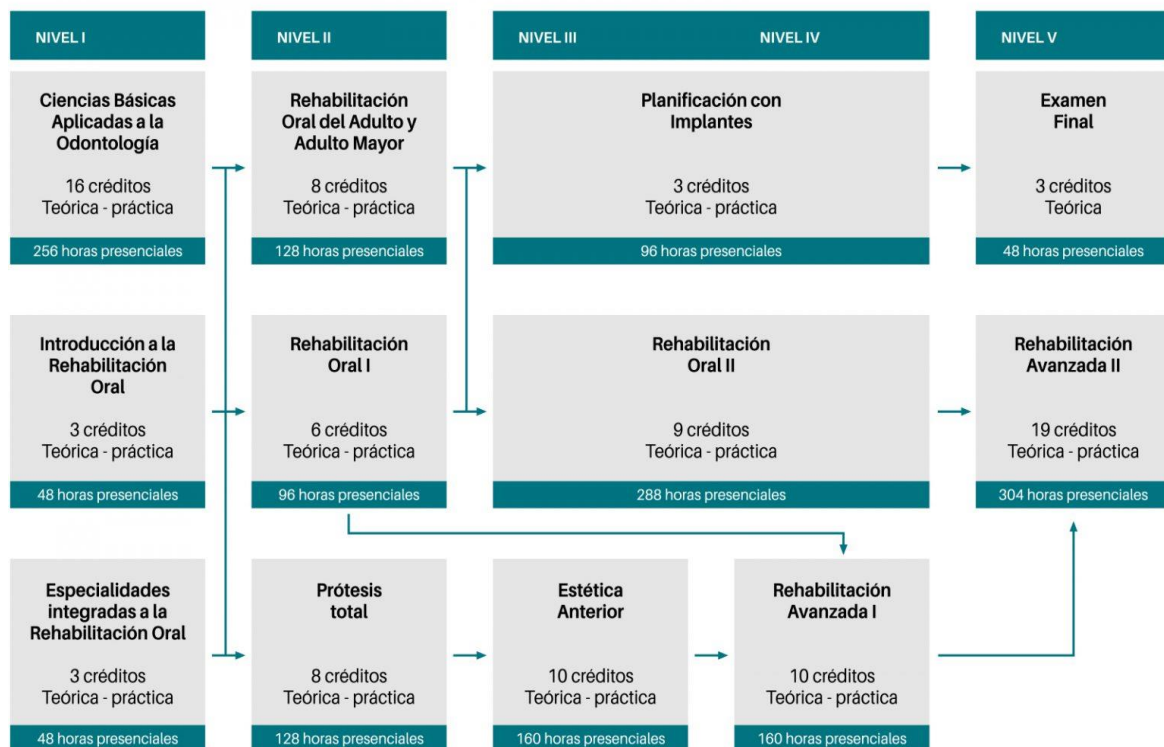 NIVEL I
NIVEL II
NIVEL III
NIVEL IV
NIVEL V
Ciencias Básicas
Aplicadas a la
Odontología
16 créditos
Teórica - práctica
256 horas presenciales
Rehabilitación
Oral del Adulto y
Adulto Mayor
8 créditos
Teórica - práctica
128 horas presenciales
Planificación con
Implantes
3 créditos
Teórica - práctica
96 horas presenciales
Examen
Final
3 créditos
Teórica
48 horas presenciales
Introducción a la
Rehabilitación
Oral
3 créditos
Teórica - práctica
48 horas presenciales
Rehabilitación
Oral I
6 créditos
Teórica - práctica
96 horas presenciales
Rehabilitación
Oral II
9 créditos
Teórica - práctica
288 horas presenciales
Rehabilitación
Avanzada II
19 créditos
Teórica - práctica
304 horas presenciales
Especialidades
integradas a la
Rehabilitación Oral
3 créditos
Teórica - práctica
48 horas presenciales
Prótesis
total
8 créditos
Teórica - práctica
128 horas presenciales
Estética
Anterior
10 créditos
Teórica - práctica
160 horas presenciales
Rehabilitación
Avanzada I
10 créditos
Teórica - práctica
160 horas presenciales